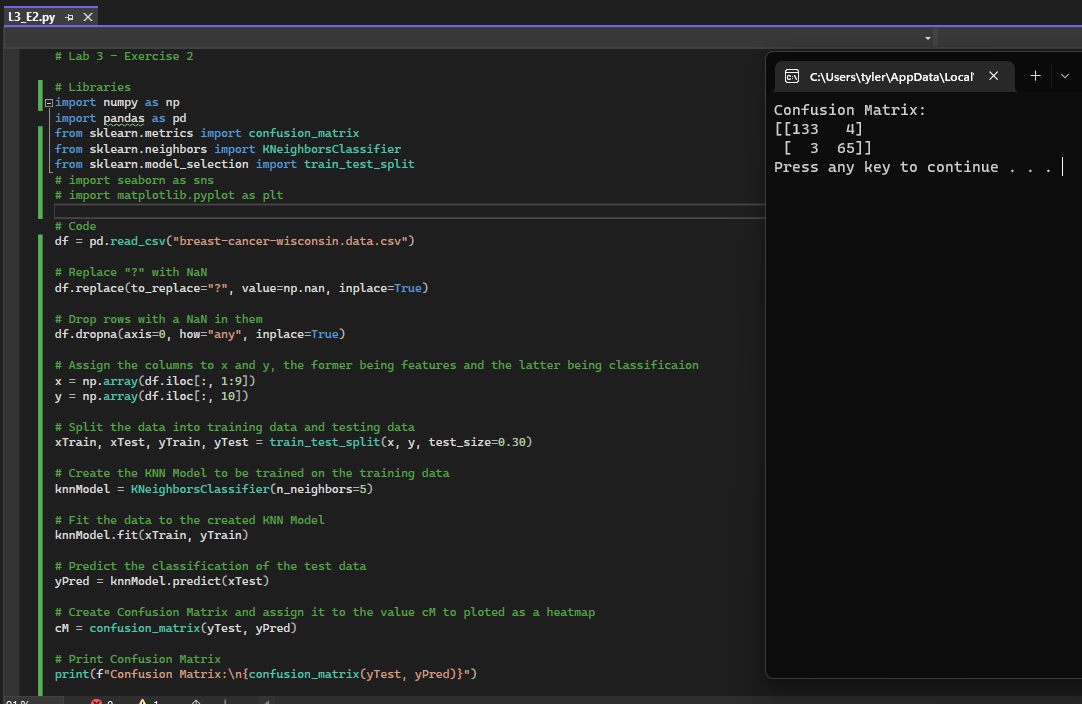 L3_E2.py
# Lab 3 - Exercise 2
# Libraries
import numpy as np
import pandas as pd
from sklearn.metrics import confusion_matrix
from sklearn.neighbors import KNeighborsClassifier
from sklearn.model_selection import train_test_split
# import seaborn as sns
# import matplotlib.pyplot as plt
# Code
df = pd.read_csv("breast-cancer-wisconsin.data.csv")
# Replace "?" with NaN
df.replace(to_replace="?", value=np.nan, inplace=True)
# Drop rows with a NaN in them
df.dropna(axis=0, how="any", inplace=True)
# Assign the columns to x and y, the former being features and the latter being classificaion
x = np.array(df.iloc[:, 1:9])
y = np.array(df.iloc[:, 10])
# Split the data into training data and testing data
xTrain, xTest, yTrain, yTest = train_test_split(x, y, test_size=0.30)
# Create the KNN Model to be trained on the training data
knnModel = KNeighborsClassifier(n_neighbors=5)
# Fit the data to the created KNN Model
knnModel.fit(xTrain, yTrain)
# Predict the classification of the test data
yPred = knnModel.predict(xTest)
# Create Confusion Matrix and assign it to the value cM to ploted as a heatmap
cM = confusion_matrix(yTest, yPred)
# Print Confusion Matrix
print(f"Confusion Matrix:\n{confusion_matrix(yTest, yPred)}")
C:\Users\tyler\AppData\Local\
Confusion Matrix:
[[133   4]
 [  3  65]]
Press any key to continue . . .